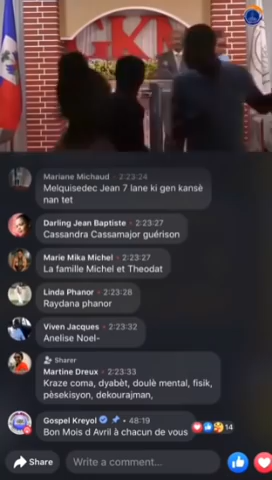 GKM
Mariane Michaud · 2:23:24
Melquisedec Jean 7 lane ki gen kansè
nan tet
Darling Jean Baptiste · 2:23:27
Cassandra Cassamajor guérison
Marie Mika Michel · 2:23:27
La famille Michel et Theodat
Linda Phanor · 2:23:28
Raydana phanor
Viven Jacques · 2:23:32
Anelise Noel-
Sharer
Martine Dreux · 2:23:33
Kraze coma, dyabèt, doulè mental, fisik,
pèsekisyon, dekourajman,
Gospel Kreyol · 48:19
Bon Mois d Avril à chacun de vous
14
Share
Write a comment...